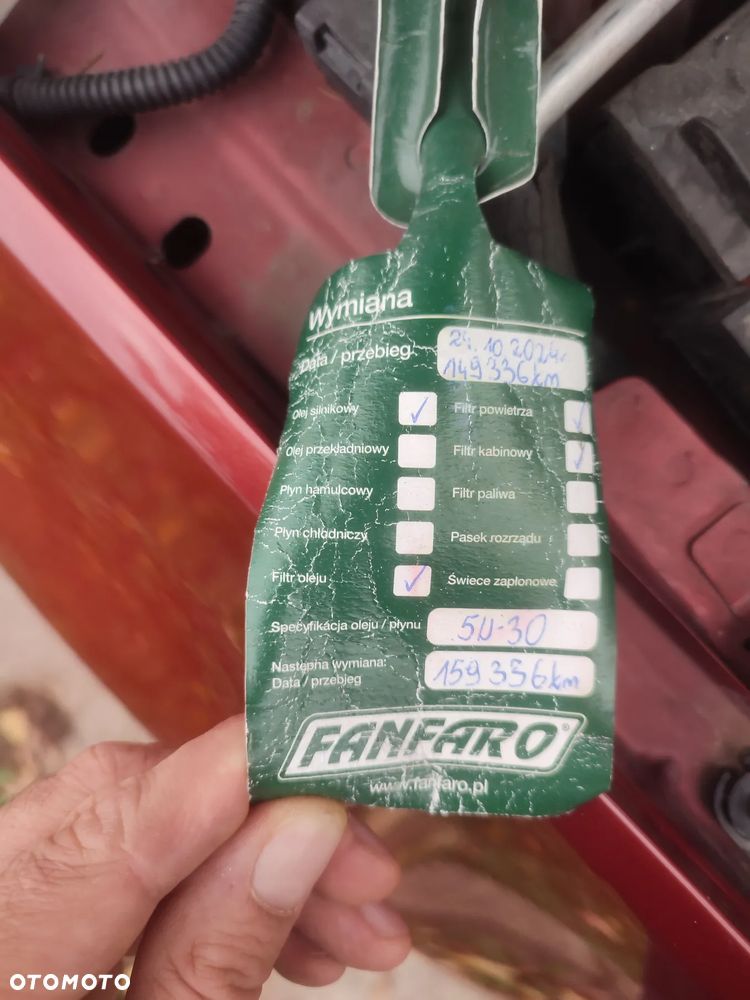 Wymiana
Data / przebieg 24.10.2024r
149336km
Olej silnikowy ✓ Filtr powietrza ✓
Olej przekładniowy Filtr kabinowy ✓
Płyn hamulcowy Filtr paliwa
Płyn chłodniczy Pasek rozrządu
Filtr oleju ✓ Świece zapłonowe
Specyfikacja oleju / płynu 5W-30
Następna wymiana:
Data / przebieg 159336km
FANFARO®
www.fanfaro.pl
OTOMOTO